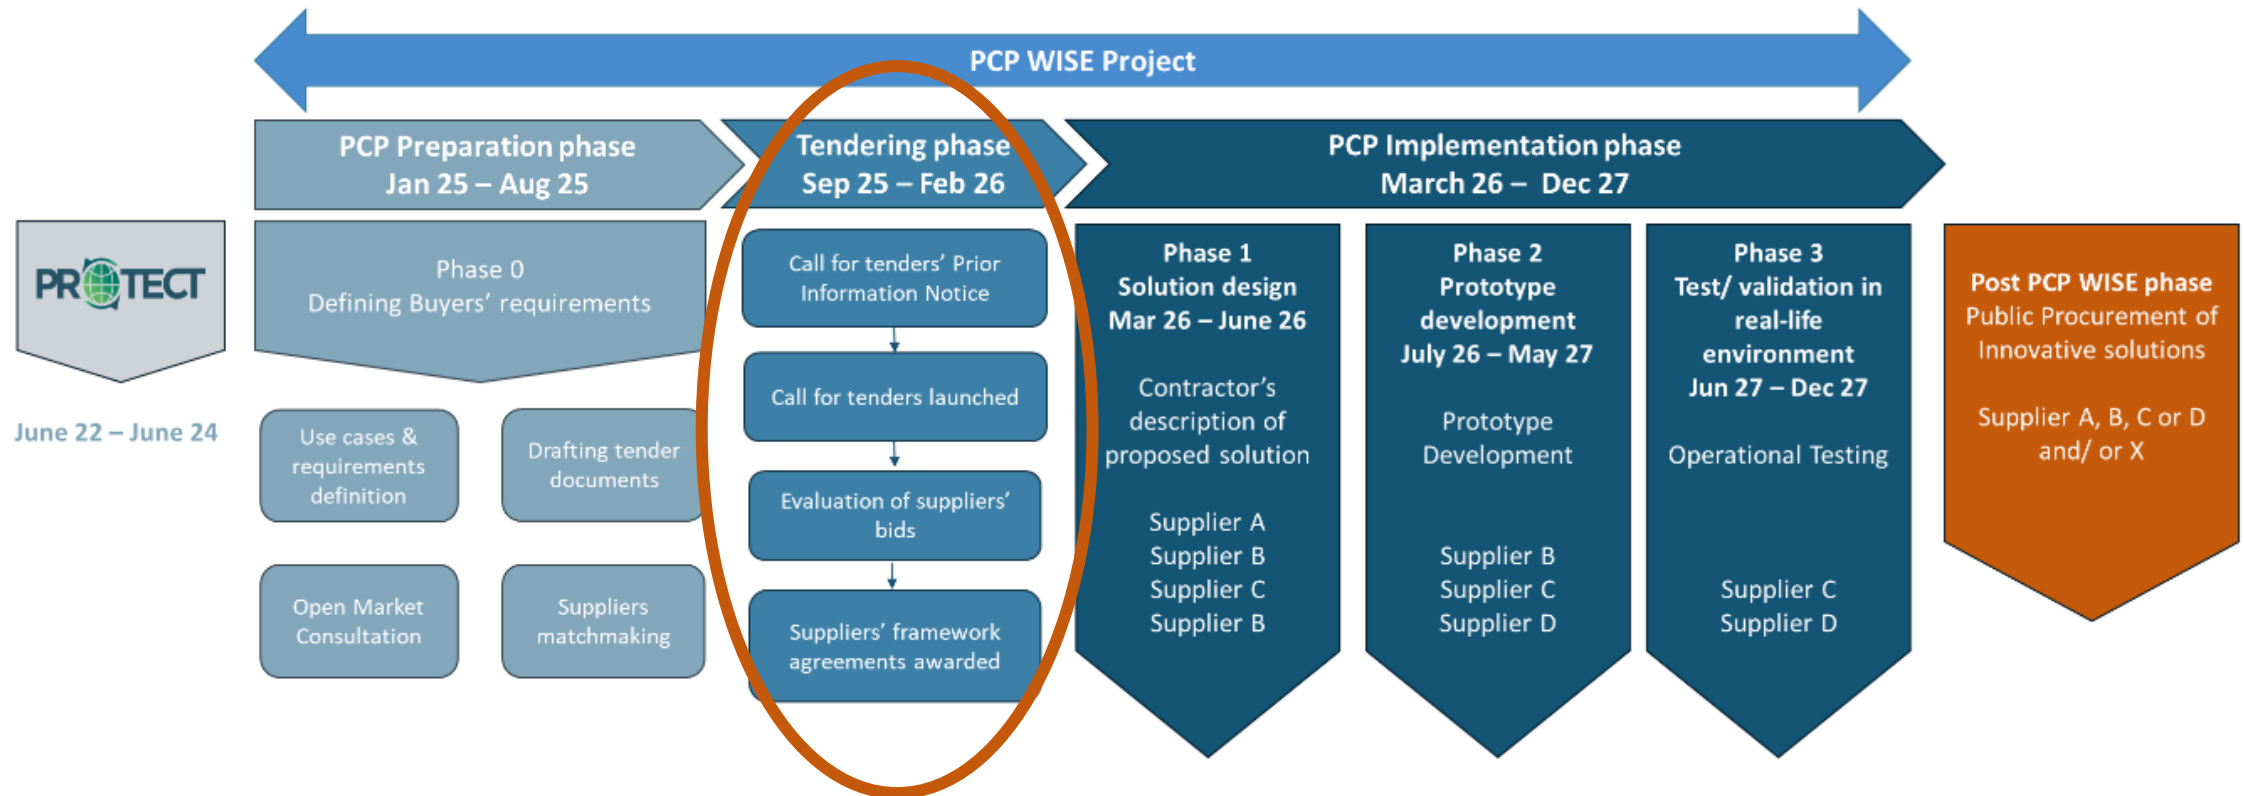 PCP WISE Project
PCP Preparation phase
Jan 25 – Aug 25
Tendering phase
Sep 25 – Feb 26
PCP Implementation phase
March 26 – Dec 27
PROTECT
June 22 – June 24
Phase 0
Defining Buyers’ requirements
Use cases &
requirements
definition
Drafting tender
documents
Open Market
Consultation
Suppliers
matchmaking
Call for tenders’ Prior
Information Notice
Call for tenders launched
Evaluation of suppliers’
bids
Suppliers’ framework
agreements awarded
Phase 1
Solution design
Mar 26 – June 26
Contractor’s
description of
proposed solution
Supplier A
Supplier B
Supplier C
Supplier B
Phase 2
Prototype
development
July 26 – May 27
Prototype
Development
Supplier B
Supplier C
Supplier D
Phase 3
Test/ validation in
real-life
environment
Jun 27 – Dec 27
Operational Testing
Supplier C
Supplier D
Post PCP WISE phase
Public Procurement of
Innovative solutions
Supplier A, B, C or D
and/ or X